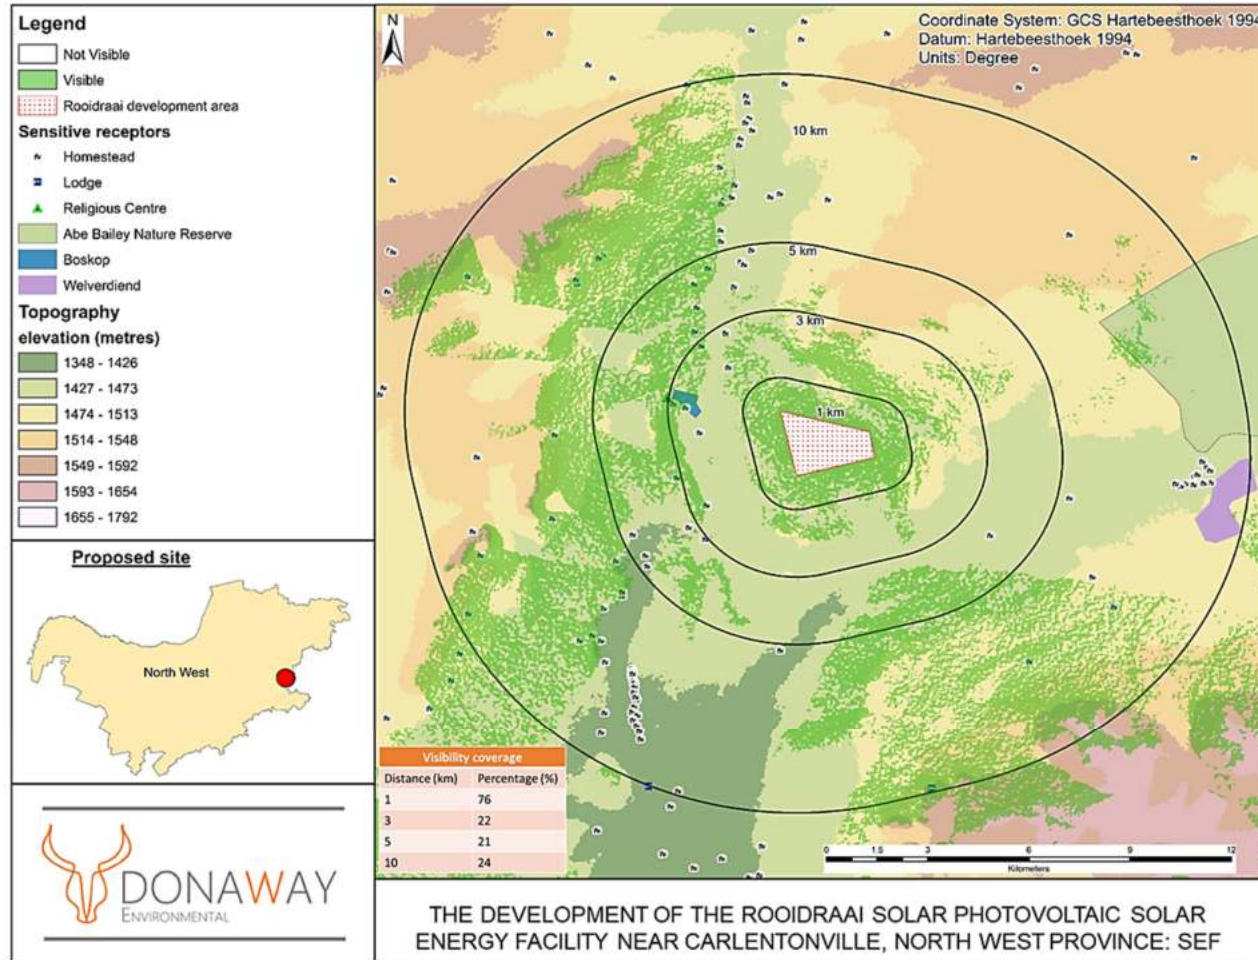 Legend
Not Visible
Visible
Rooidraai development area
Sensitive receptors
Homestead
Lodge
Religious Centre
Abe Bailey Nature Reserve
Boskop
Welverdiend
Topography
elevation (metres)
1348 - 1426
1427 - 1473
1474 - 1513
1514 - 1548
1549 - 1592
1593 - 1654
1655 - 1792
Proposed site
North West
DONAWAY
ENVIRONMENTAL
N
Coordinate System: GCS Hartebeesthoek 1994
Datum: Hartebeesthoek 1994
Units: Degree
10 km
5 km
3 km
1 km
Visibility coverage
Distance (km) Percentage (%)
1 76
3 22
5 21
10 24
0 1.5 3 6 9 12
Kilometers
THE DEVELOPMENT OF THE ROOIDRAAI SOLAR PHOTOVOLTAIC SOLAR
ENERGY FACILITY NEAR CARLENTONVILLE, NORTH WEST PROVINCE: SEF